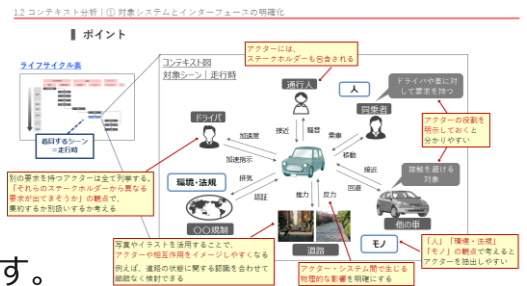 1.2 コンテキスト分析｜① 対象システムとインターフェースの明確化
ポイント
ライフサイクル表
着目するシーン
＝走行時
コンテキスト図
対象シーン｜走行時
アクターには、
ステークホルダーも包含される
通行人
人
ドライバや車に対
して要求を持つ
同乗者
ドライバ
アクターの役割を
明示しておくと
分かりやすい
加速度
加速指示
接近
騒音
乗車
移動
接近
回避
接触を避ける
対象
他の車
別の要求を持つアクターは全て列挙する。
「それらのステークホルダーから異なる
要求が出てきそうか」の観点で、
集約するか別扱いするか考える
環境・法規
排気
認証
〇〇規制
権力
反力
道路
モノ
写真やイラストを活用することで、
アクターや相互作用をイメージしやすくなる
例えば、道路の状態に関する認識を合わせて
齟齬なく検討できる
アクター・システム間で生じる
物理的な影響を明確にする
「人」「環境・法規」
「モノ」の観点で考えると
アクターを抽出しやすい
す。